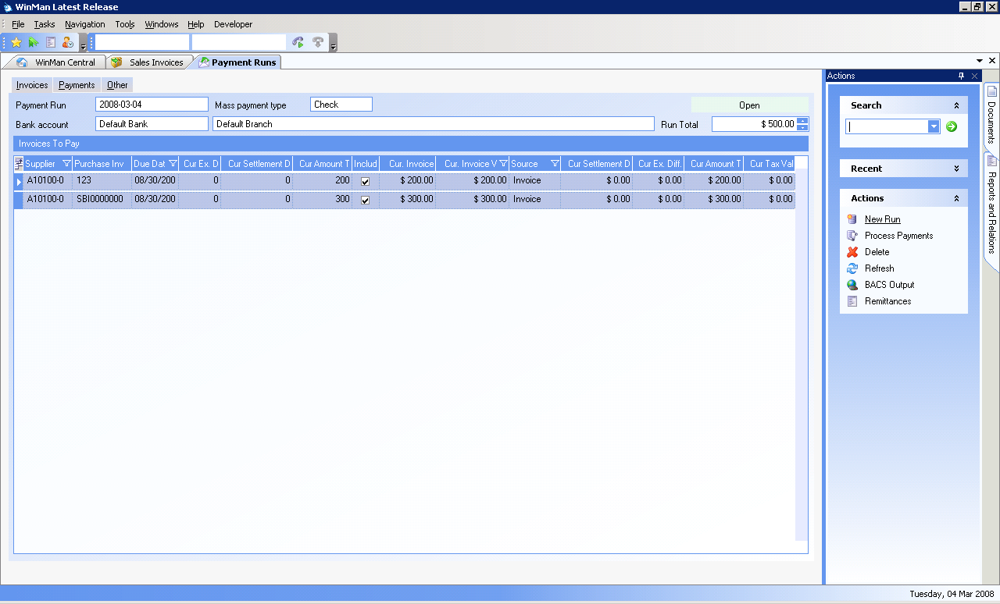 WinMan Latest Release
File Tasks Navigation Tools Windows Help Developer
WinMan Central Sales Invoices Payment Runs
Invoices Payments Other
Payment Run 2008-03-04 Mass payment type Check Open
Bank account Default Bank Default Branch Run Total $ 500.00
Invoices To Pay
Supplier Purchase Inv Due Dat Cur Ex. D Cur Settlement D Cur Amount T Includ Cur. Invoice Cur. Invoice V Source Cur Settlement D Cur Ex. Diff. Cur Amount T Cur Tax Val
A10100-0 123 08/30/200 0 0 200 $ 200.00 $ 200.00 Invoice $ 0.00 $ 0.00 $ 200.00 $ 0.00
A10100-0 SBI0000000 08/30/200 0 0 300 $ 300.00 $ 300.00 Invoice $ 0.00 $ 0.00 $ 300.00 $ 0.00
Actions
Search
Recent
Actions
New Run
Process Payments
Delete
Refresh
BACS Output
Remittances
Documents
Reports and Relations
Tuesday, 04 Mar 2008